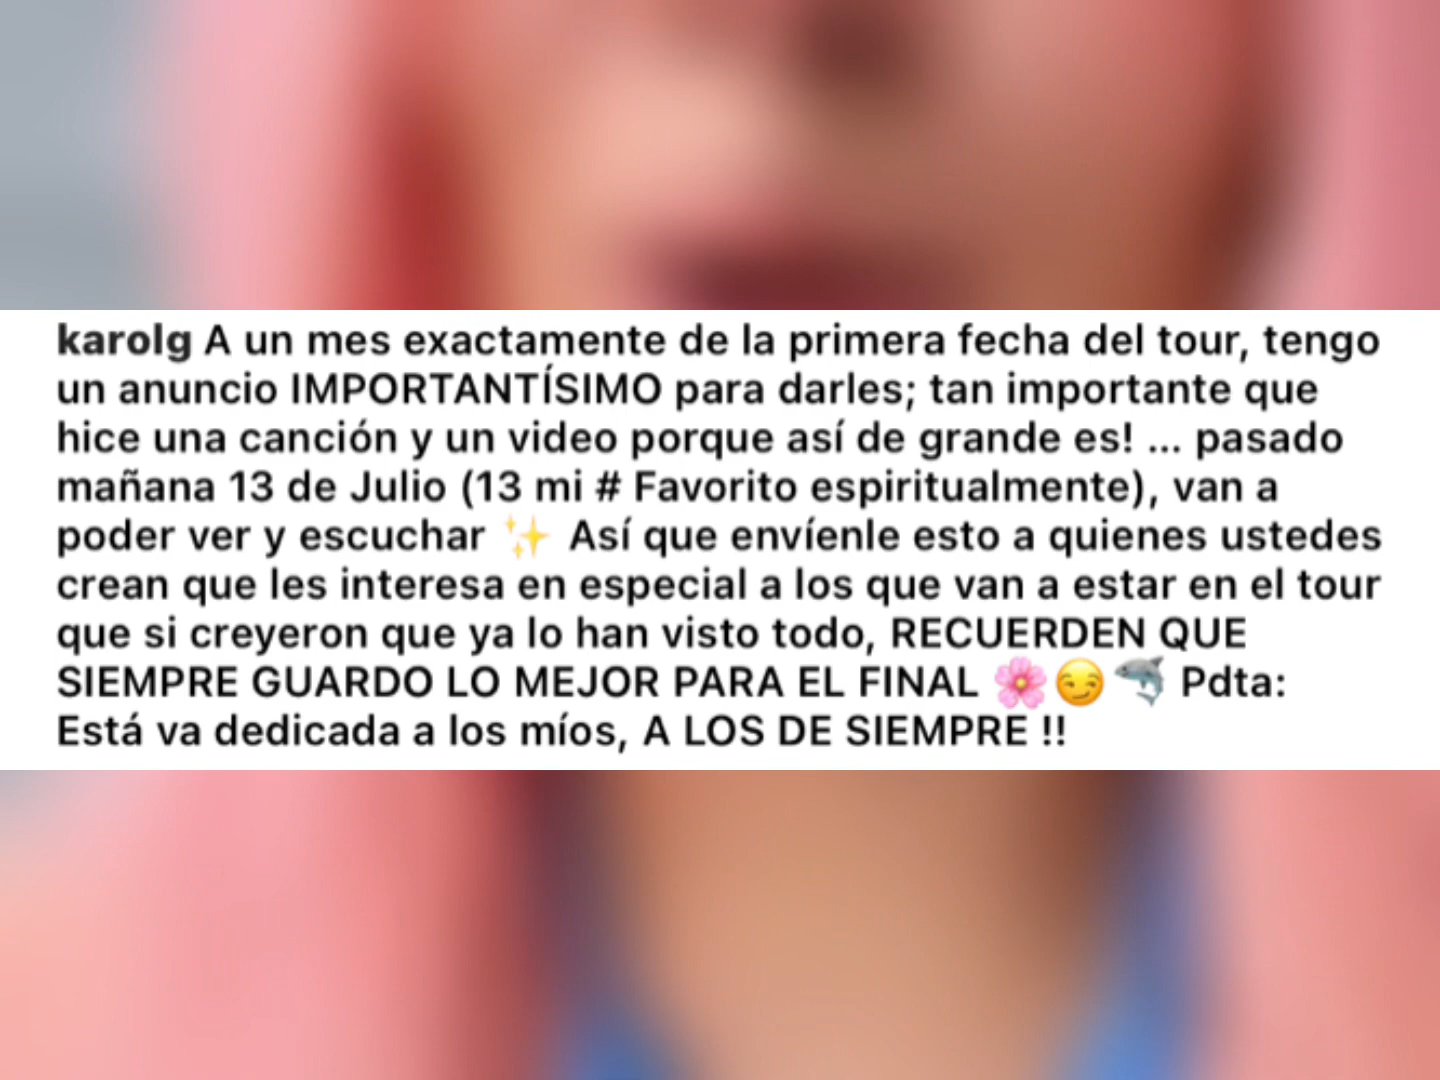 karolg A un mes exactamente de la primera fecha del tour, tengo
un anuncio IMPORTANTÍSIMO para darles; tan importante que
hice una canción y un video porque así de grande es! ... pasado
mañana 13 de Julio (13 mi # Favorito espiritualmente), van a
poder ver y escuchar ✨ Así que envíenle esto a quienes ustedes
crean que les interesa en especial a los que van a estar en el tour
que si creyeron que ya lo han visto todo, RECUERDEN QUE
SIEMPRE GUARDO LO MEJOR PARA EL FINAL 🌸😏🦈 Pdta:
Está va dedicada a los míos, A LOS DE SIEMPRE !!